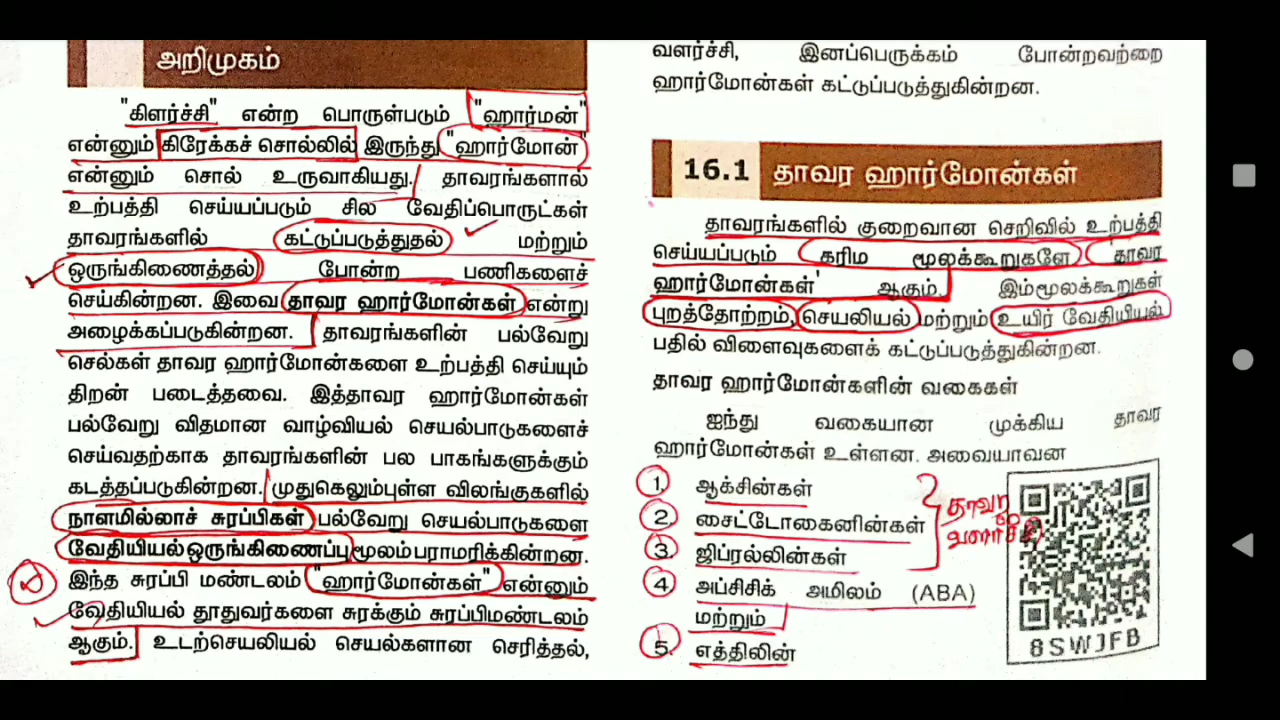 அறிமுகம்
"கிளர்ச்சி" என்ற பொருள்படும் "ஹார்மன்"
என்னும் கிரேக்கச் சொல்லில் இருந்து "ஹார்மோன்"
என்னும் சொல் உருவாகியது. தாவரங்களால்
உற்பத்தி செய்யப்படும் சில வேதிப்பொருட்கள்
தாவரங்களில் கட்டுப்படுத்துதல் மற்றும்
ஒருங்கிணைத்தல் போன்ற பணிகளைச்
செய்கின்றன. இவை தாவர ஹார்மோன்கள் என்று
அழைக்கப்படுகின்றன. தாவரங்களின் பல்வேறு
செல்கள் தாவர ஹார்மோன்களை உற்பத்தி செய்யும்
திறன் படைத்தவை. இத்தாவர ஹார்மோன்கள்
பல்வேறு விதமான வாழ்வியல் செயல்பாடுகளைச்
செய்வதற்காக தாவரங்களின் பல பாகங்களுக்கும்
கடத்தப்படுகின்றன. முதுகெலும்புள்ள விலங்குகளில்
நாளமில்லாச் சுரப்பிகள் பல்வேறு செயல்பாடுகளை
வேதியியல் ஒருங்கிணைப்பு மூலம் பராமரிக்கின்றன.
இந்த சுரப்பி மண்டலம் "ஹார்மோன்கள்" என்னும்
வேதியியல் தூதுவர்களை சுரக்கும் சுரப்பிமண்டலம்
ஆகும். உடற்செயலியல் செயல்களான செரித்தல்,
வளர்ச்சி, இனப்பெருக்கம் போன்றவற்றை
ஹார்மோன்கள் கட்டுப்படுத்துகின்றன.
16.1 தாவர ஹார்மோன்கள்
தாவரங்களில் குறைவான செறிவில் உற்பத்தி
செய்யப்படும் கரிம மூலக்கூறுகளே தாவர
ஹார்மோன்கள்' ஆகும். இம்மூலக்கூறுகள்
புறத்தோற்றம், செயலியல் மற்றும் உயிர் வேதியியல்
பதில் விளைவுகளைக் கட்டுப்படுத்துகின்றன.
தாவர ஹார்மோன்களின் வகைகள்
ஐந்து வகையான முக்கிய தாவர
ஹார்மோன்கள் உள்ளன. அவையாவன
1. ஆக்சின்கள்
2. சைட்டோகைனின்கள்
3. ஜிப்ரல்லின்கள்
4. அப்சிசிக் அமிலம் (ABA)
மற்றும்
5. எத்திலின்
தாவர
8SWJFB